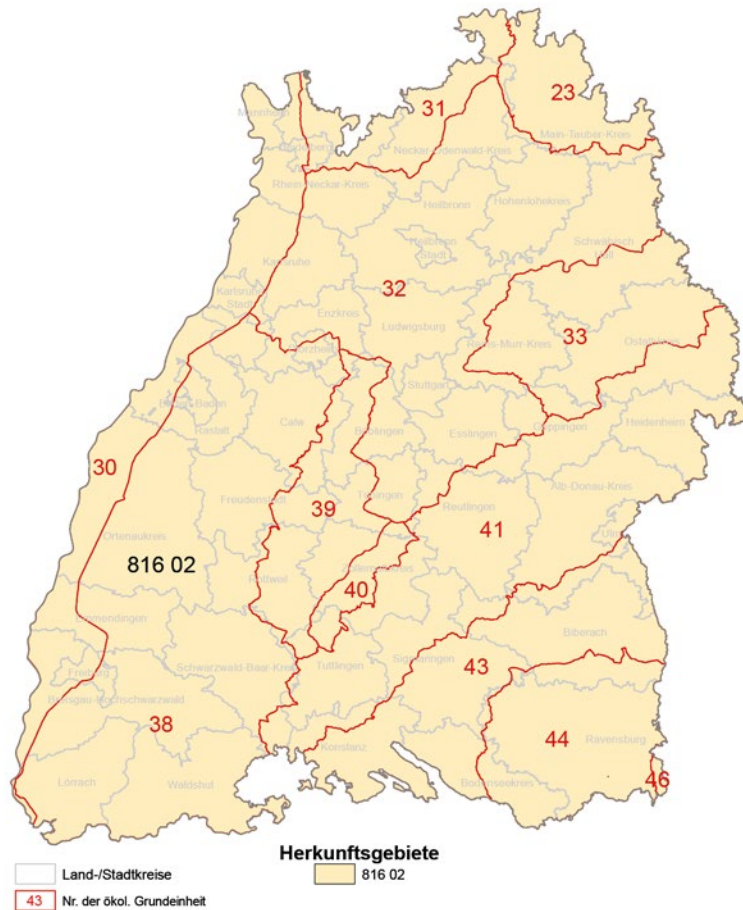 31
23
Mannheim
Heidelberg
Main-Tauber-Kreis
Neckar-Odenwald-Kreis
Rhein-Neckar-Kreis
Heilbronn
Hohenlohekreis
Heilbronn
Stadt
Schwäbisch
Hall
Karlsruhe
Karlsruhe
Stadt
32
Enzkreis
Ludwigsburg
33
Rems-Murr-Kreis
Ostalbkreis
Pforzheim
Stuttgart
Baden-Baden
Rastatt
Calw
Böblingen
Esslingen
Göppingen
Heidenheim
30
Freudenstadt
39
Tübingen
Reutlingen
41
Alb-Donau-Kreis
Ulm
Ortenaukreis
816 02
Rottweil
Zollernalbkreis
40
Emmendingen
Biberach
Freiburg
Schwarzwald-Baar-Kreis
Tuttlingen
Sigmaringen
43
Breisgau-Hochschwarzwald
38
44
Ravensburg
Konstanz
46
Lörrach
Waldshut
Bodenseekreis
Herkunftsgebiete
Land-/Stadtkreise
816 02
43 Nr. der ökol. Grundeinheit